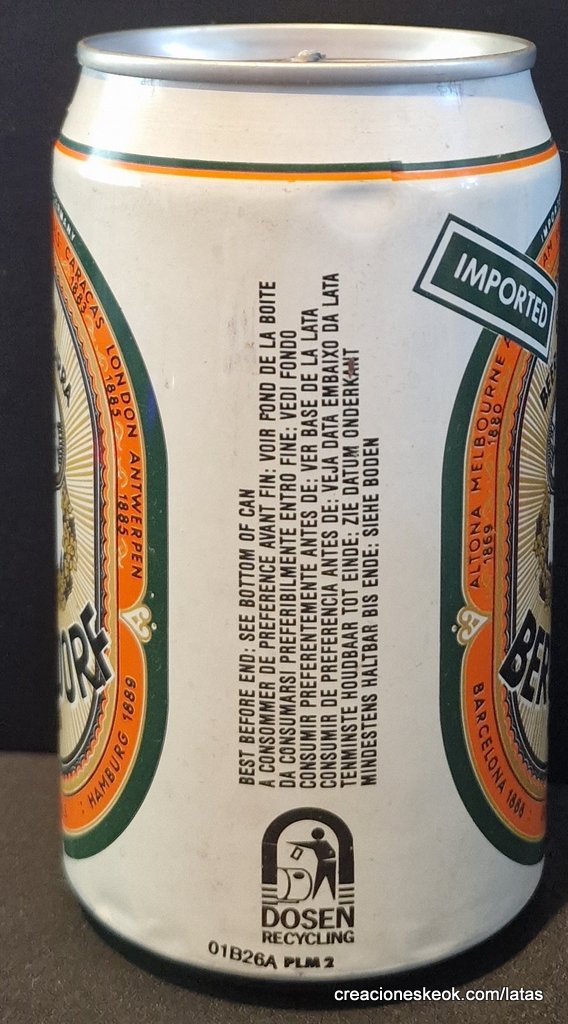 IMPORTED
CARACAS 1883 LONDON 1885 ANTWERPEN 1885
HAMBURG 1889
ALTONA 1869 MELBOURNE 1880
BARCELONA 1888
BEST BEFORE END: SEE BOTTOM OF CAN
A CONSOMMER DE PREFERENCE AVANT FIN: VOIR FOND DE LA BOITE
DA CONSUMARSI PREFERIBILMENTE ENTRO FINE: VEDI FONDO
CONSUMIR PREFERENTEMENTE ANTES DE: VER BASE DE LA LATA
CONSUMIR DE PREFERENCIA ANTES DE: VEJA DATA EMBAIXO DA LATA
TENMINSTE HOUDBAAR TOT EINDE: ZIE DATUM ONDERKANT
MINDESTENS HALTBAR BIS ENDE: SIEHE BODEN
DORF
BER
DOSEN
RECYCLING
01B26A PLM 2
creacioneskeok.com/latas